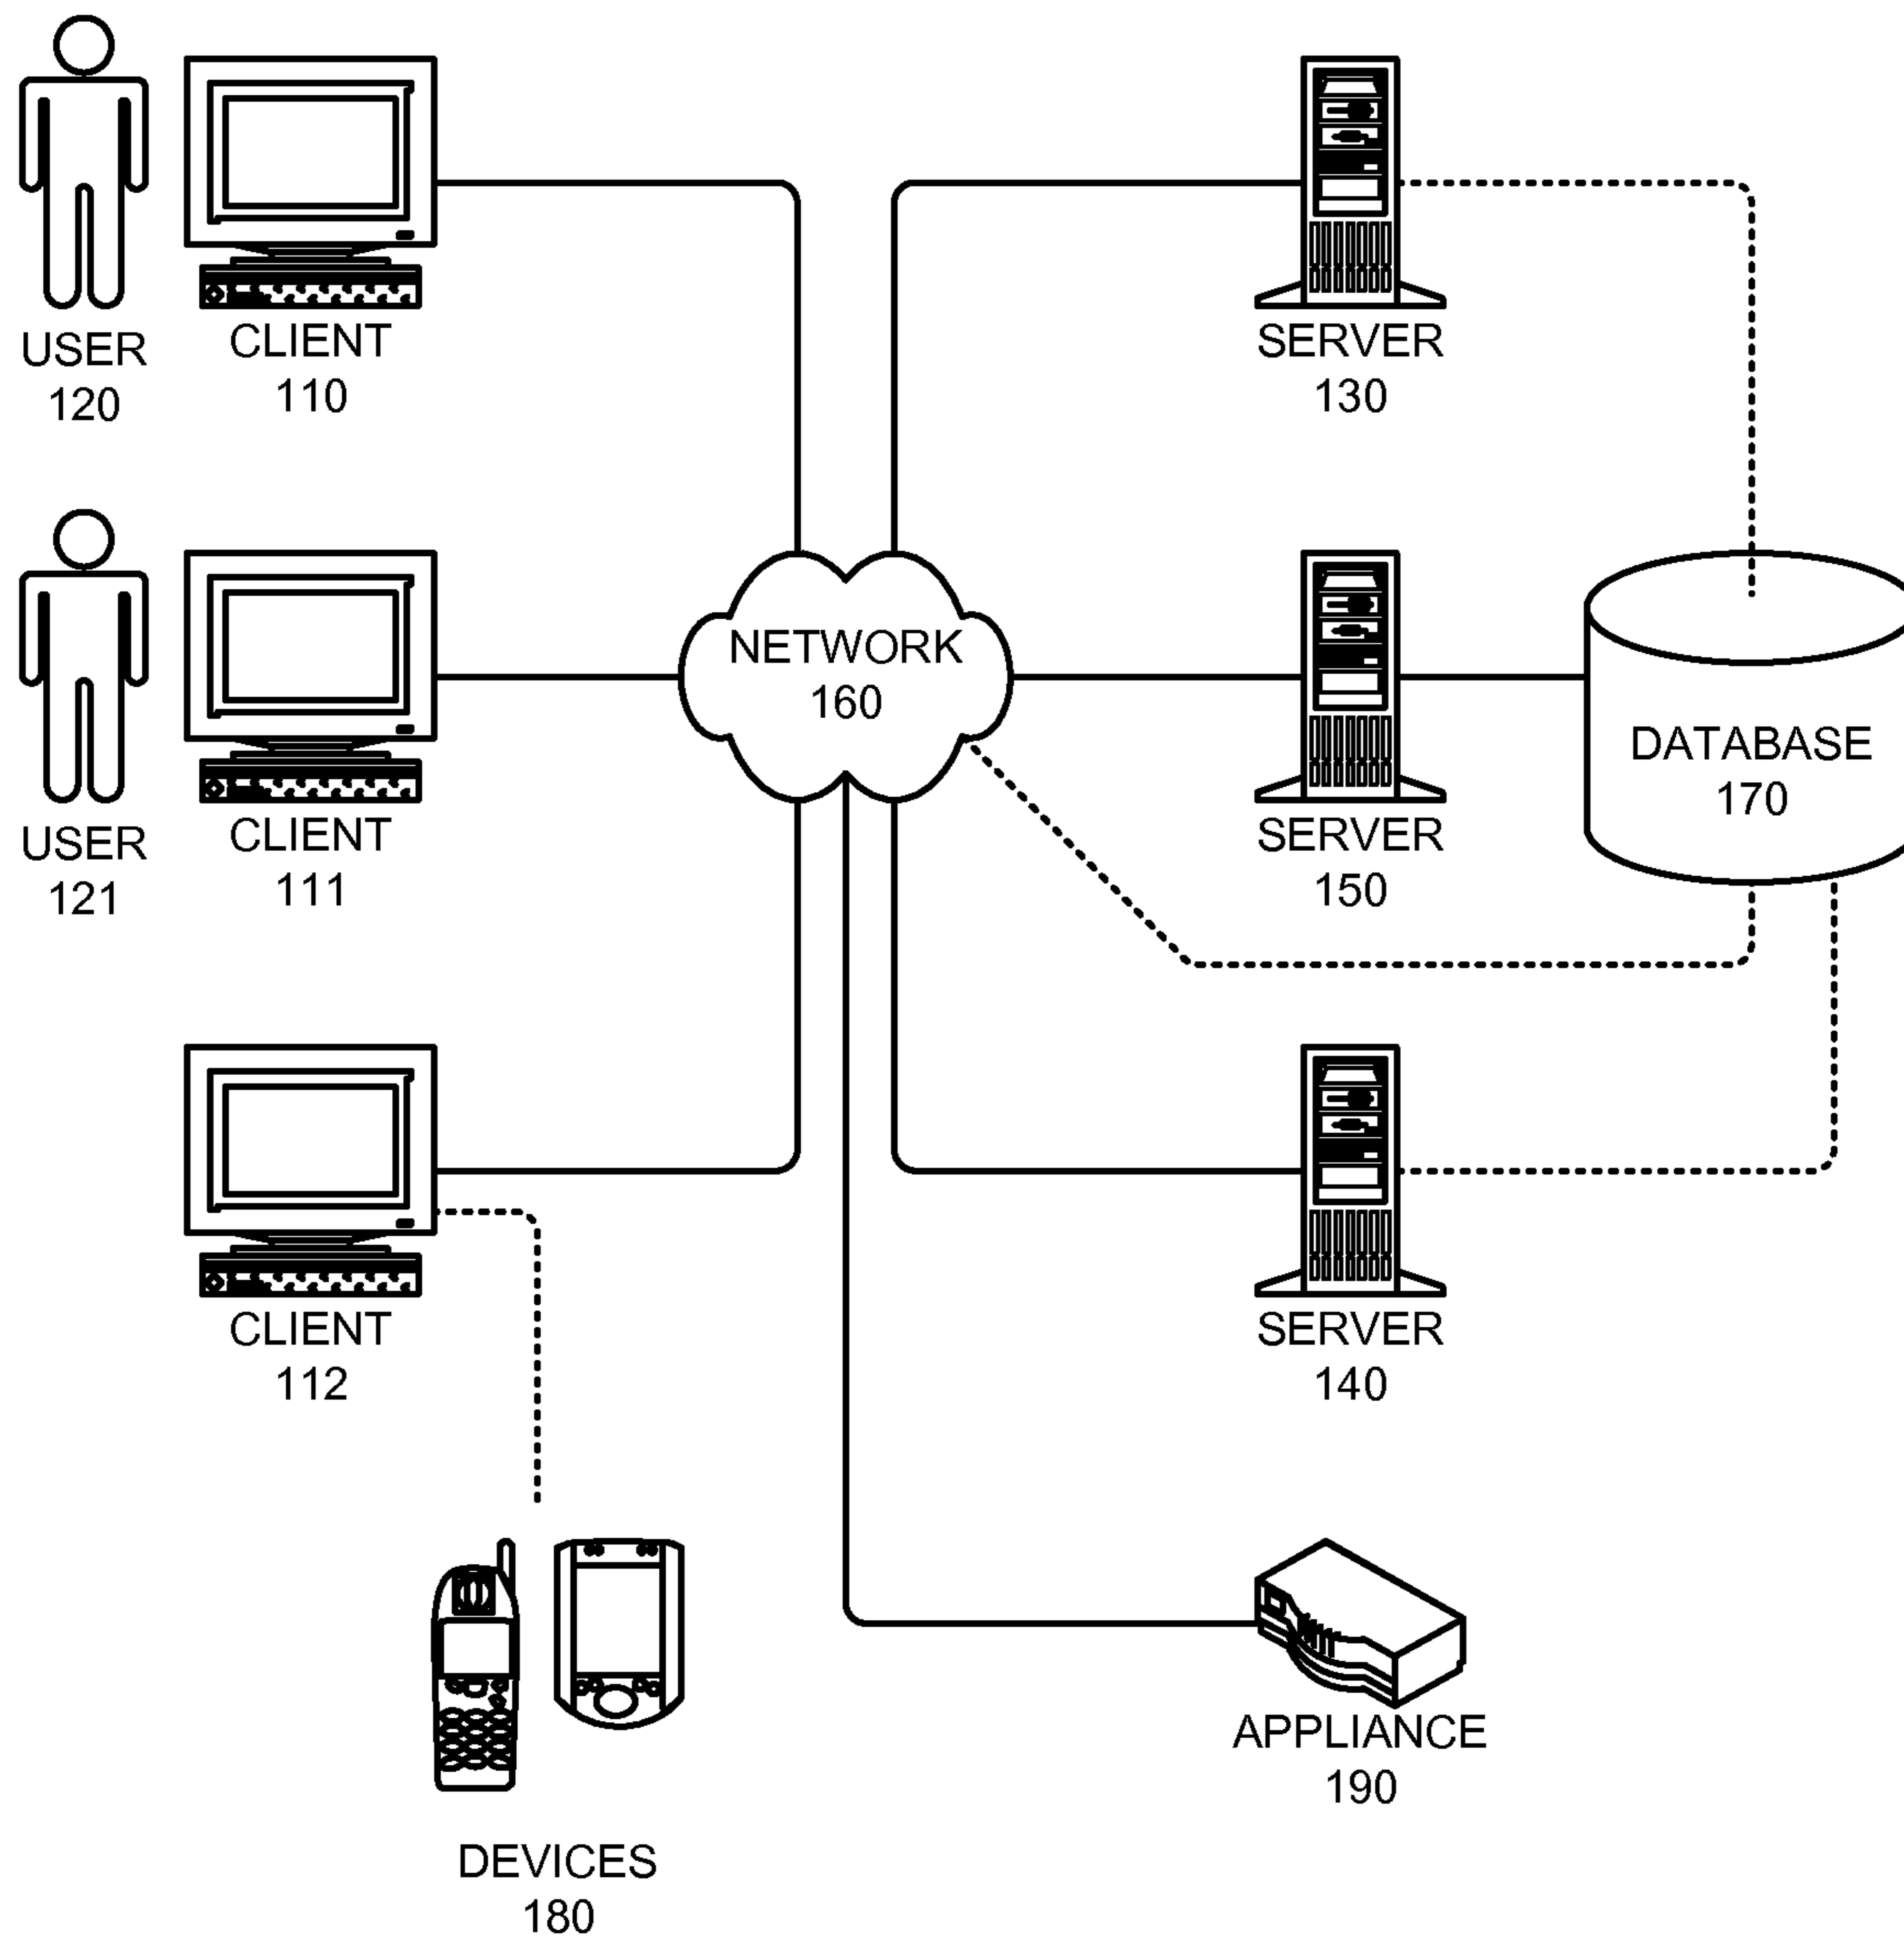 USER
120
CLIENT
110
SERVER
130
NETWORK
160
USER
121
CLIENT
111
SERVER
150
DATABASE
170
CLIENT
112
SERVER
140
DEVICES
180
APPLIANCE
190